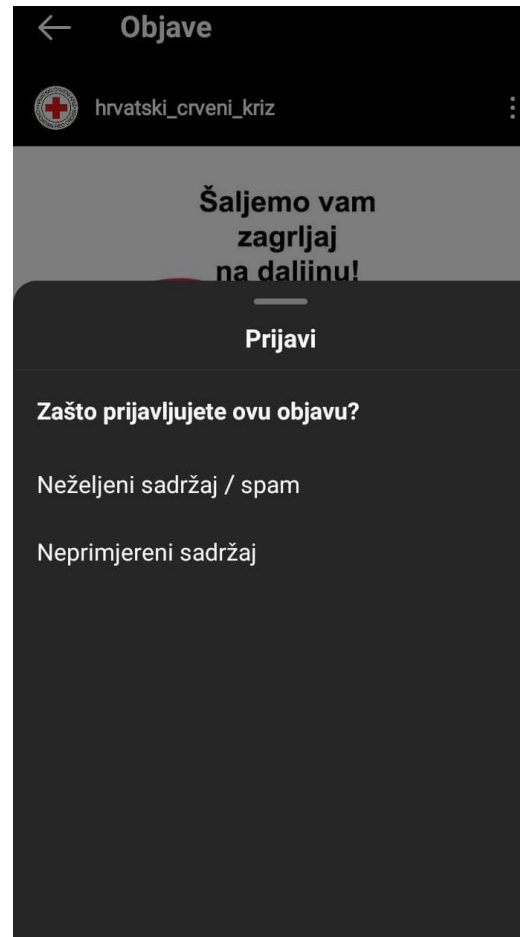 Objave
hrvatski_crveni_kriz
Šaljemo vam
zagrljaj
na daljinu!
Prijavi
Zašto prijavljujete ovu objavu?
Neželjeni sadržaj / spam
Neprimjereni sadržaj